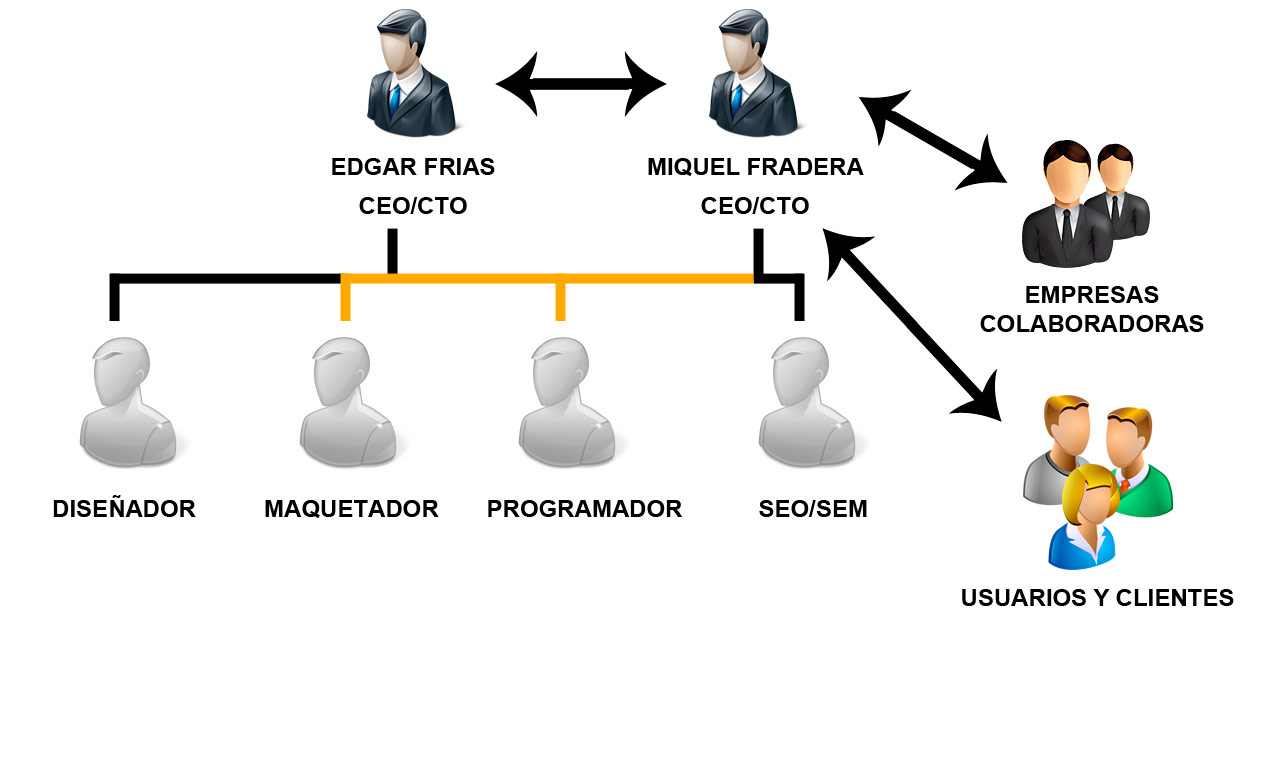 EDGAR FRIAS
CEO/CTO
MIQUEL FRADERA
CEO/CTO
EMPRESAS
COLABORADORAS
DISEÑADOR
MAQUETADOR
PROGRAMADOR
SEO/SEM
USUARIOS Y CLIENTES